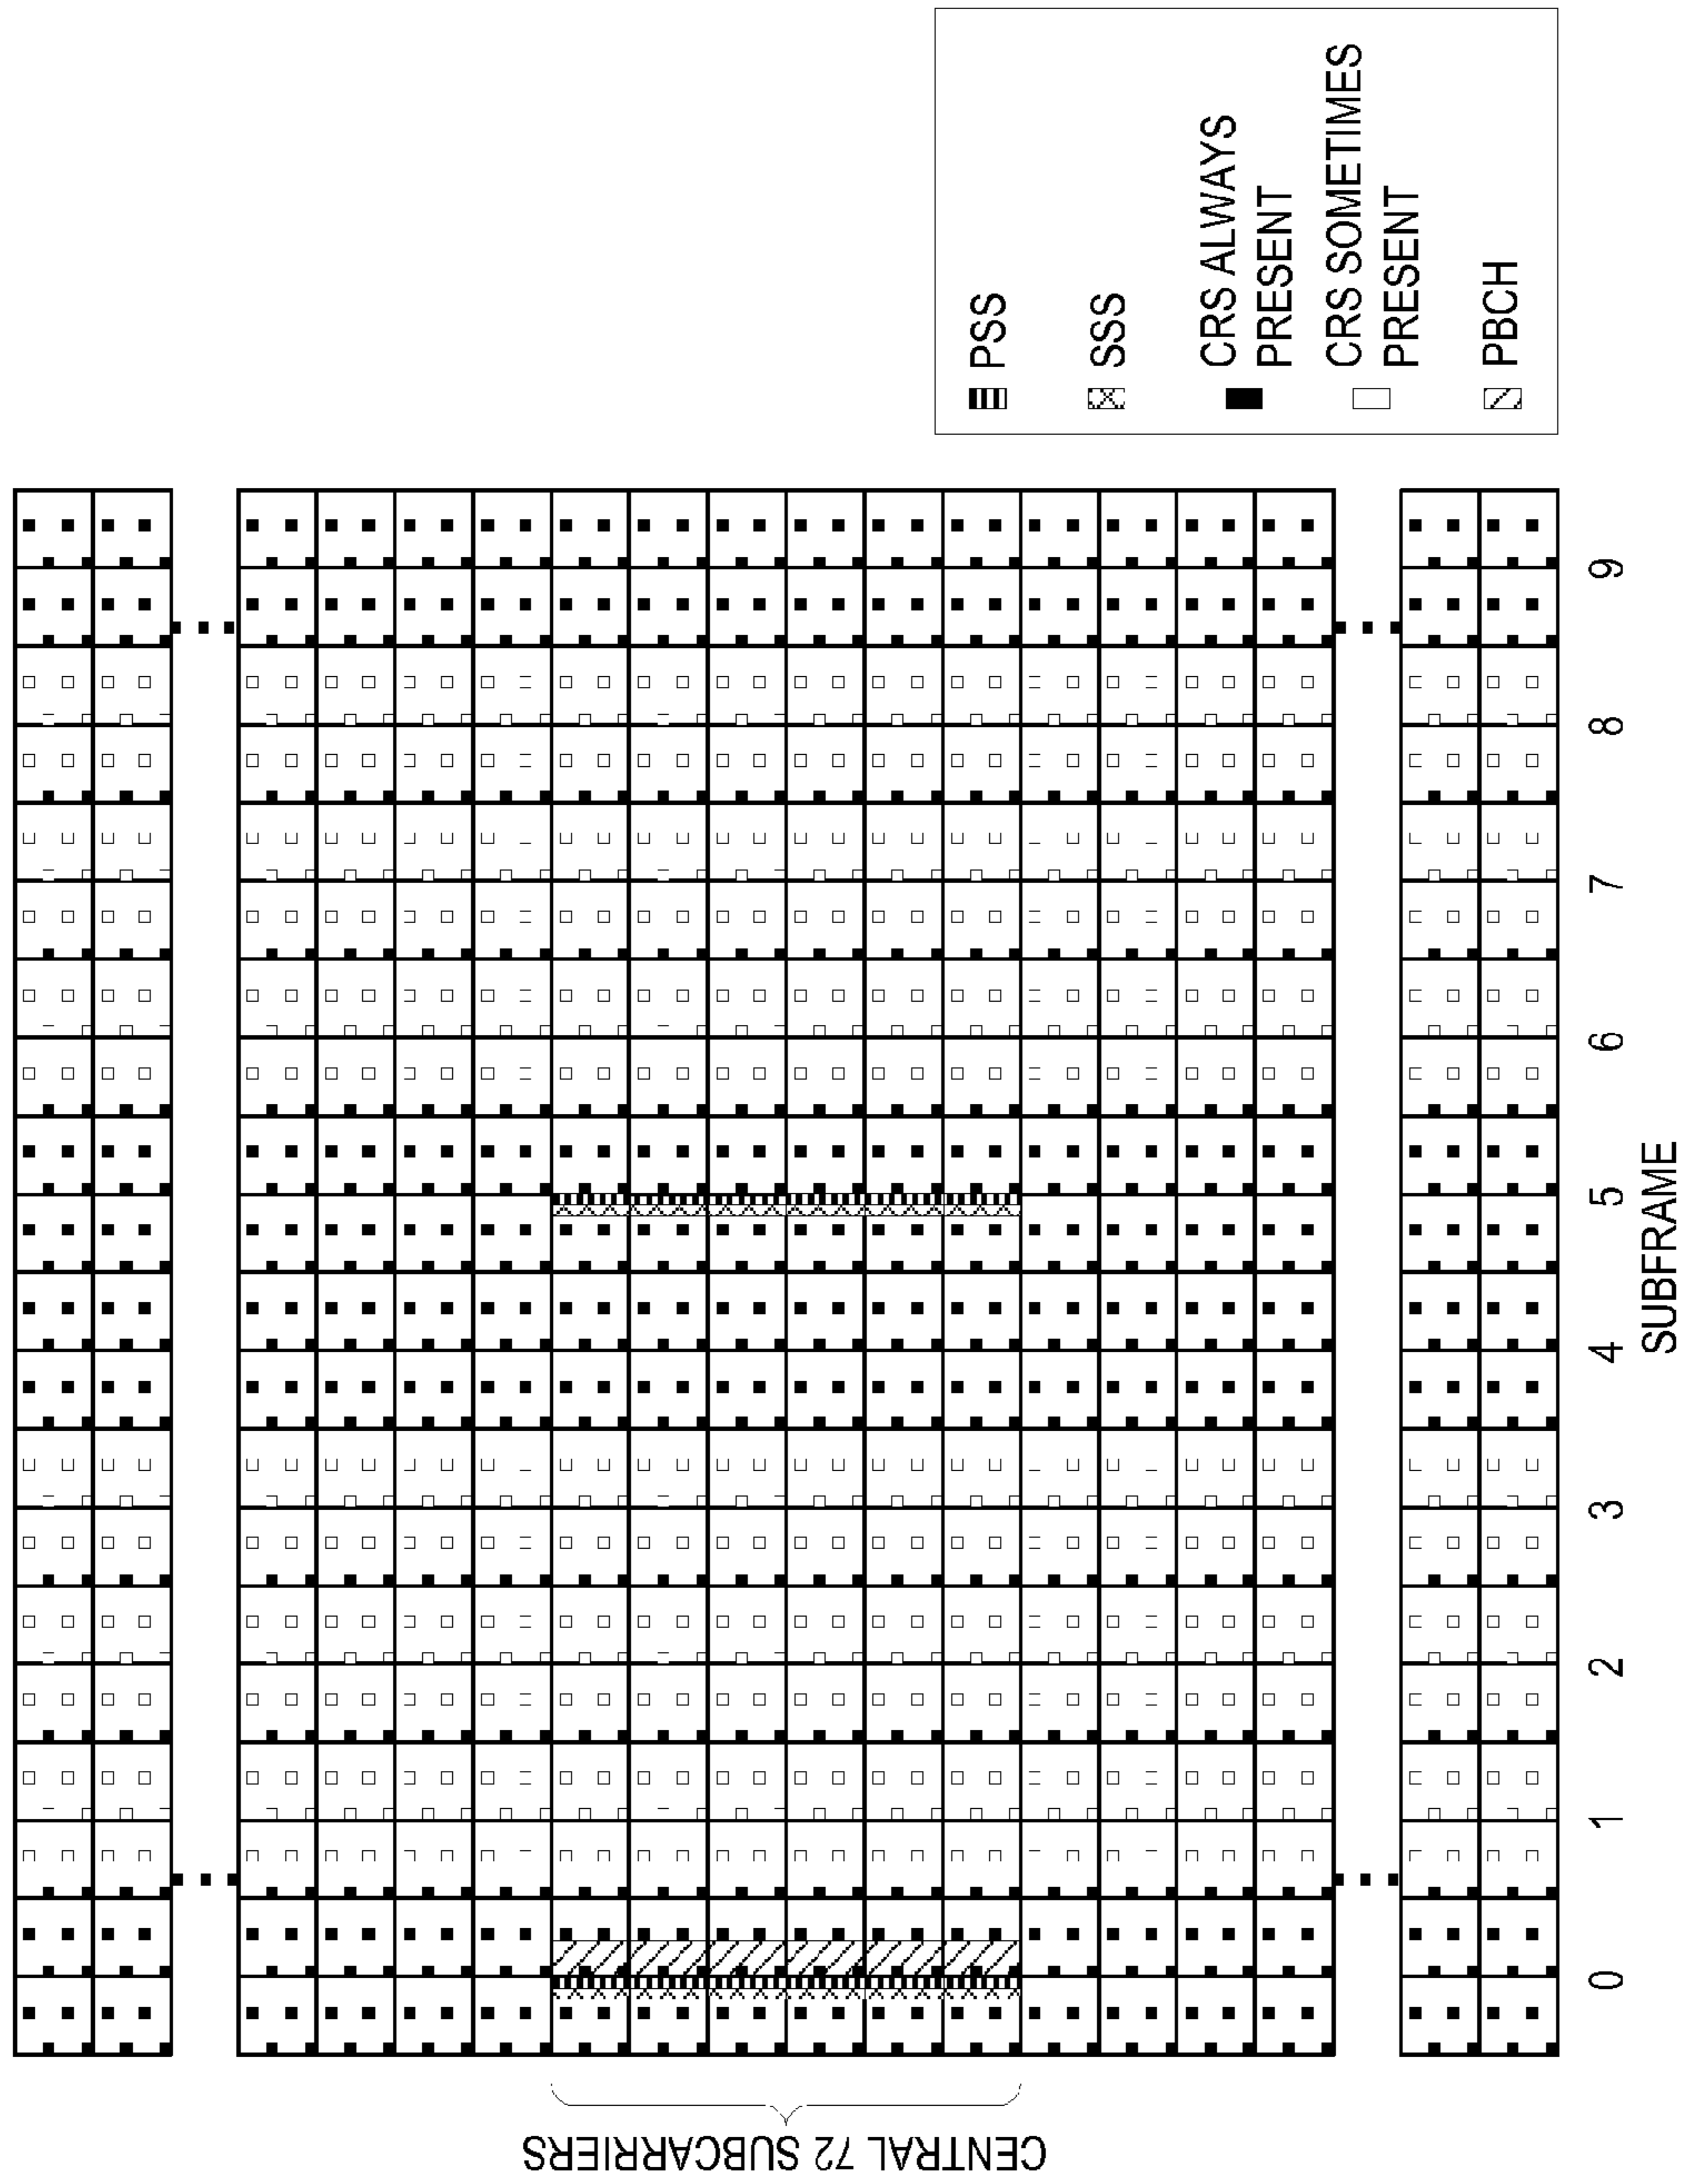 CENTRAL 72 SUBCARRIERS
0 1 2 3 4 5 6 7 8 9
SUBFRAME
PSS
SSS
CRS ALWAYS
PRESENT
CRS SOMETIMES
PRESENT
PBCH